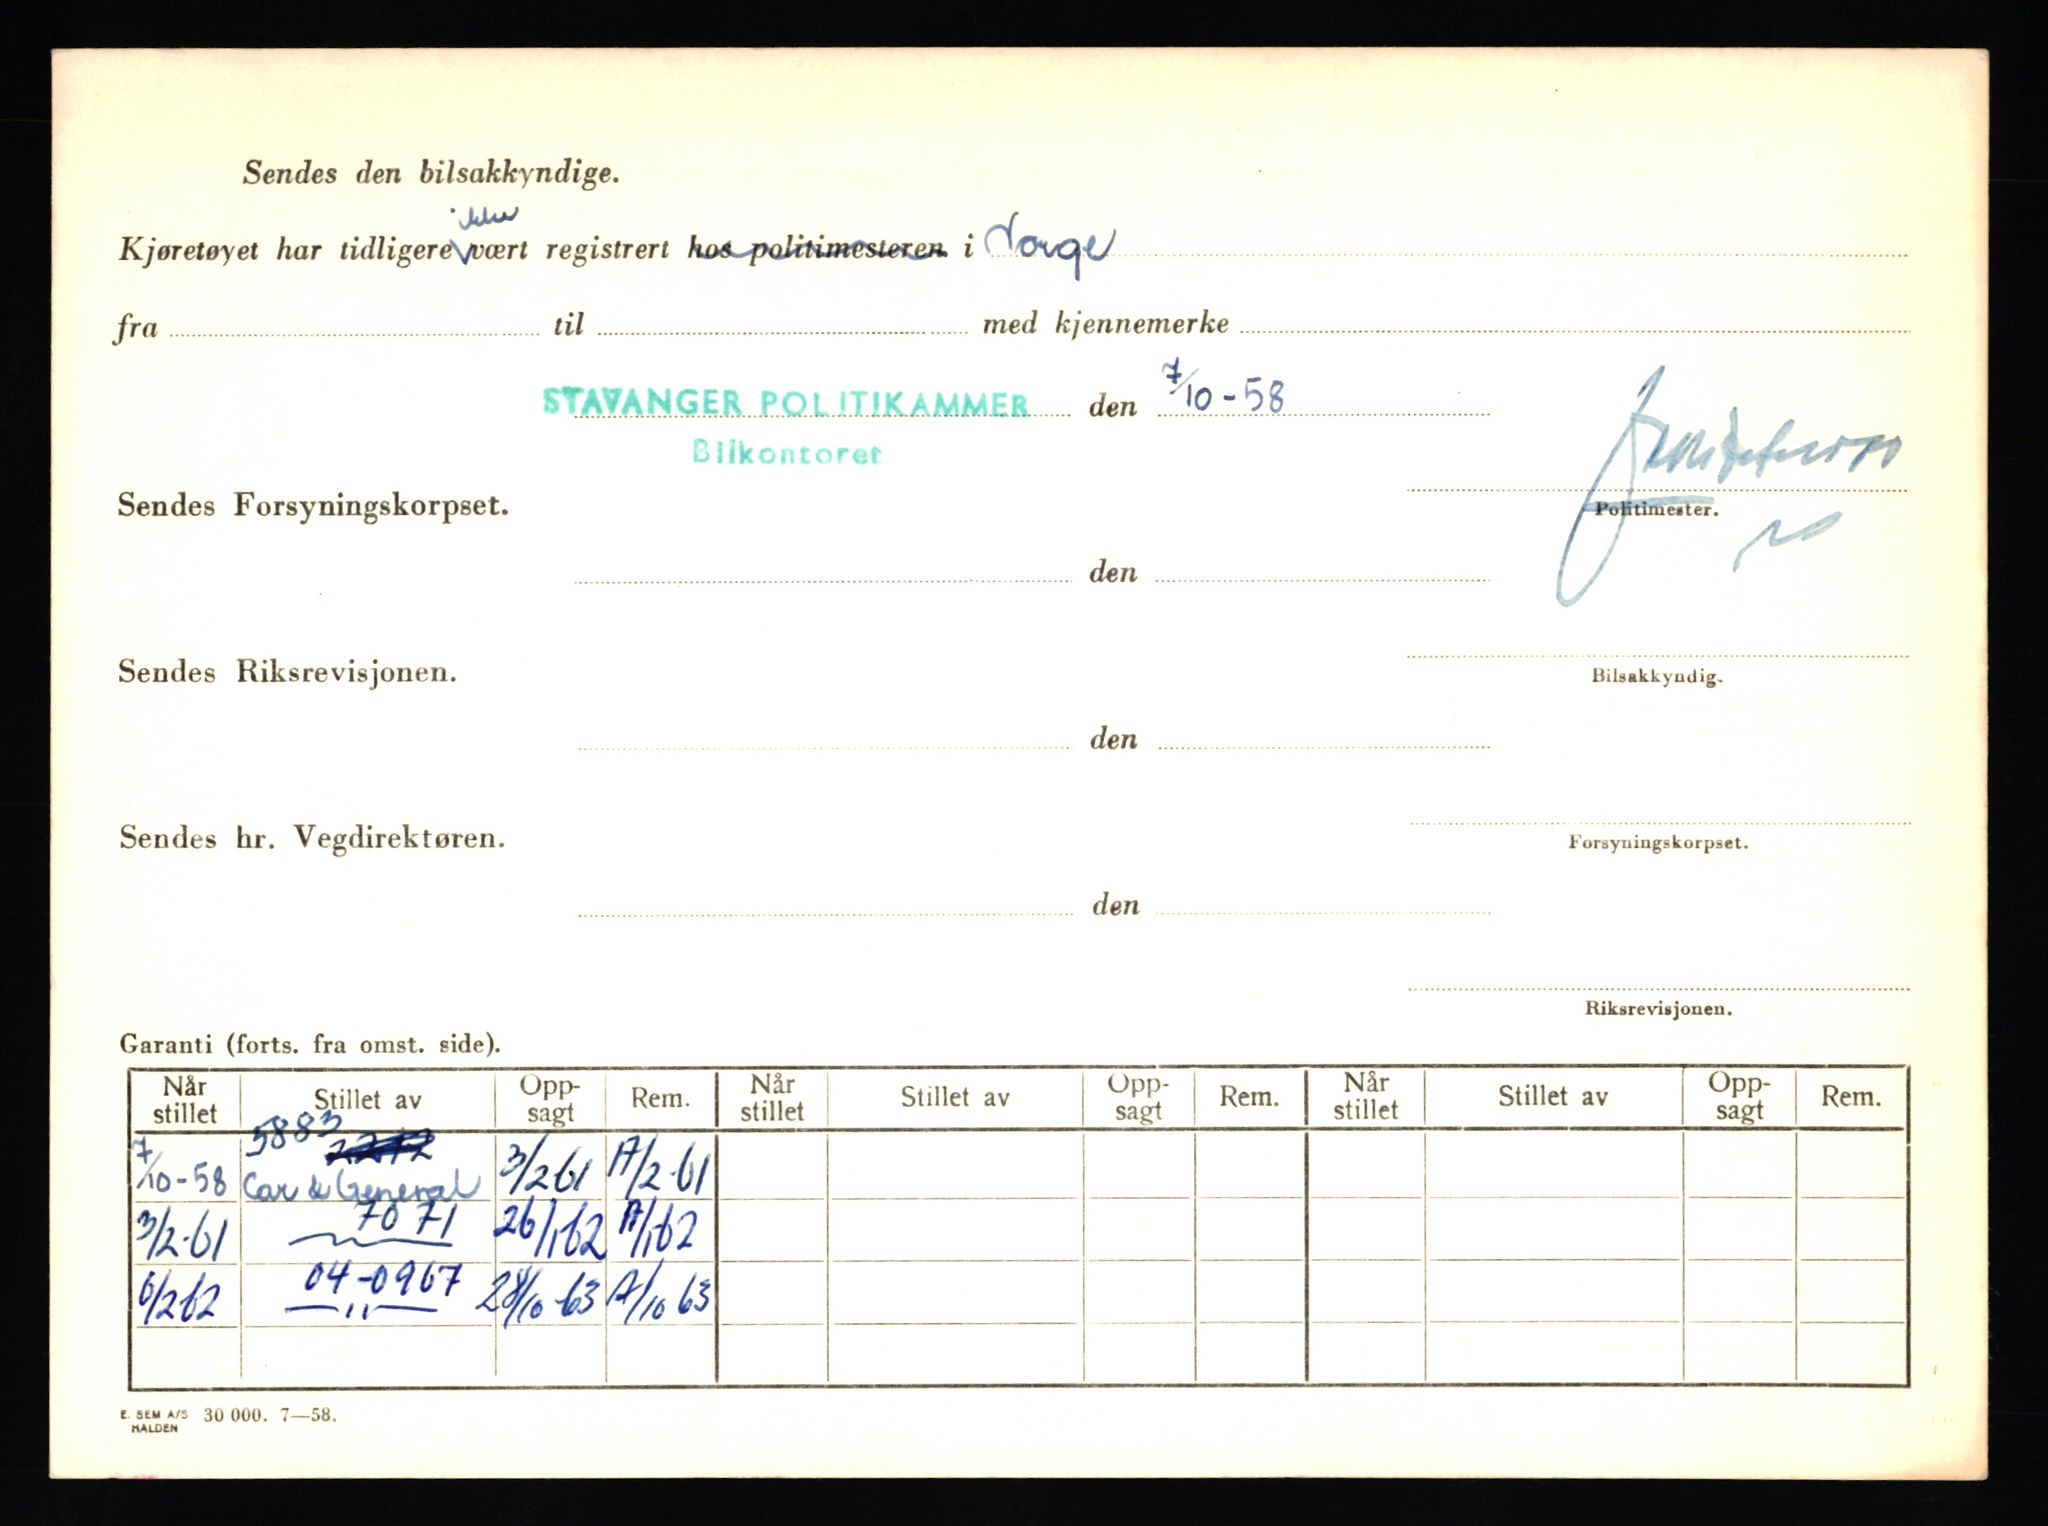 Sendes den bilsakkyndige.
ikke
Kjøretøyet har tidligere vært registrert hos politimesteren i Norge
fra til med kjennemerke
STAVANGER POLITIKAMMER den 7/10-58
Bilkontoret
Sendes Forsyningskorpset.
Politimester.
den
Sendes Riksrevisjonen.
Bilsakkyndig.
den
Sendes hr. Vegdirektøren.
Forsyningskorpset.
den
Riksrevisjonen.
Garanti (forts. fra omst. side).
Når stillet Stillet av Opp-sagt Rem. Når stillet Stillet av Opp-sagt Rem. Når stillet Stillet av Opp-sagt Rem.
5883 2272
7/10-58 Car & General 3/2 61 A/2-61
3/2-61 7071 26/1-62 A/1-62
6/2 62 04-0967 28/10-63 A/10 63
— " —
E. SEM A/S 30 000. 7—58.
HALDEN